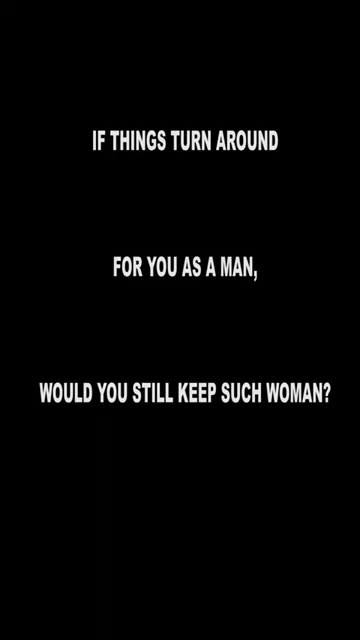 IF THINGS TURN AROUND
FOR YOU AS A MAN,
WOULD YOU STILL KEEP SUCH WOMAN?